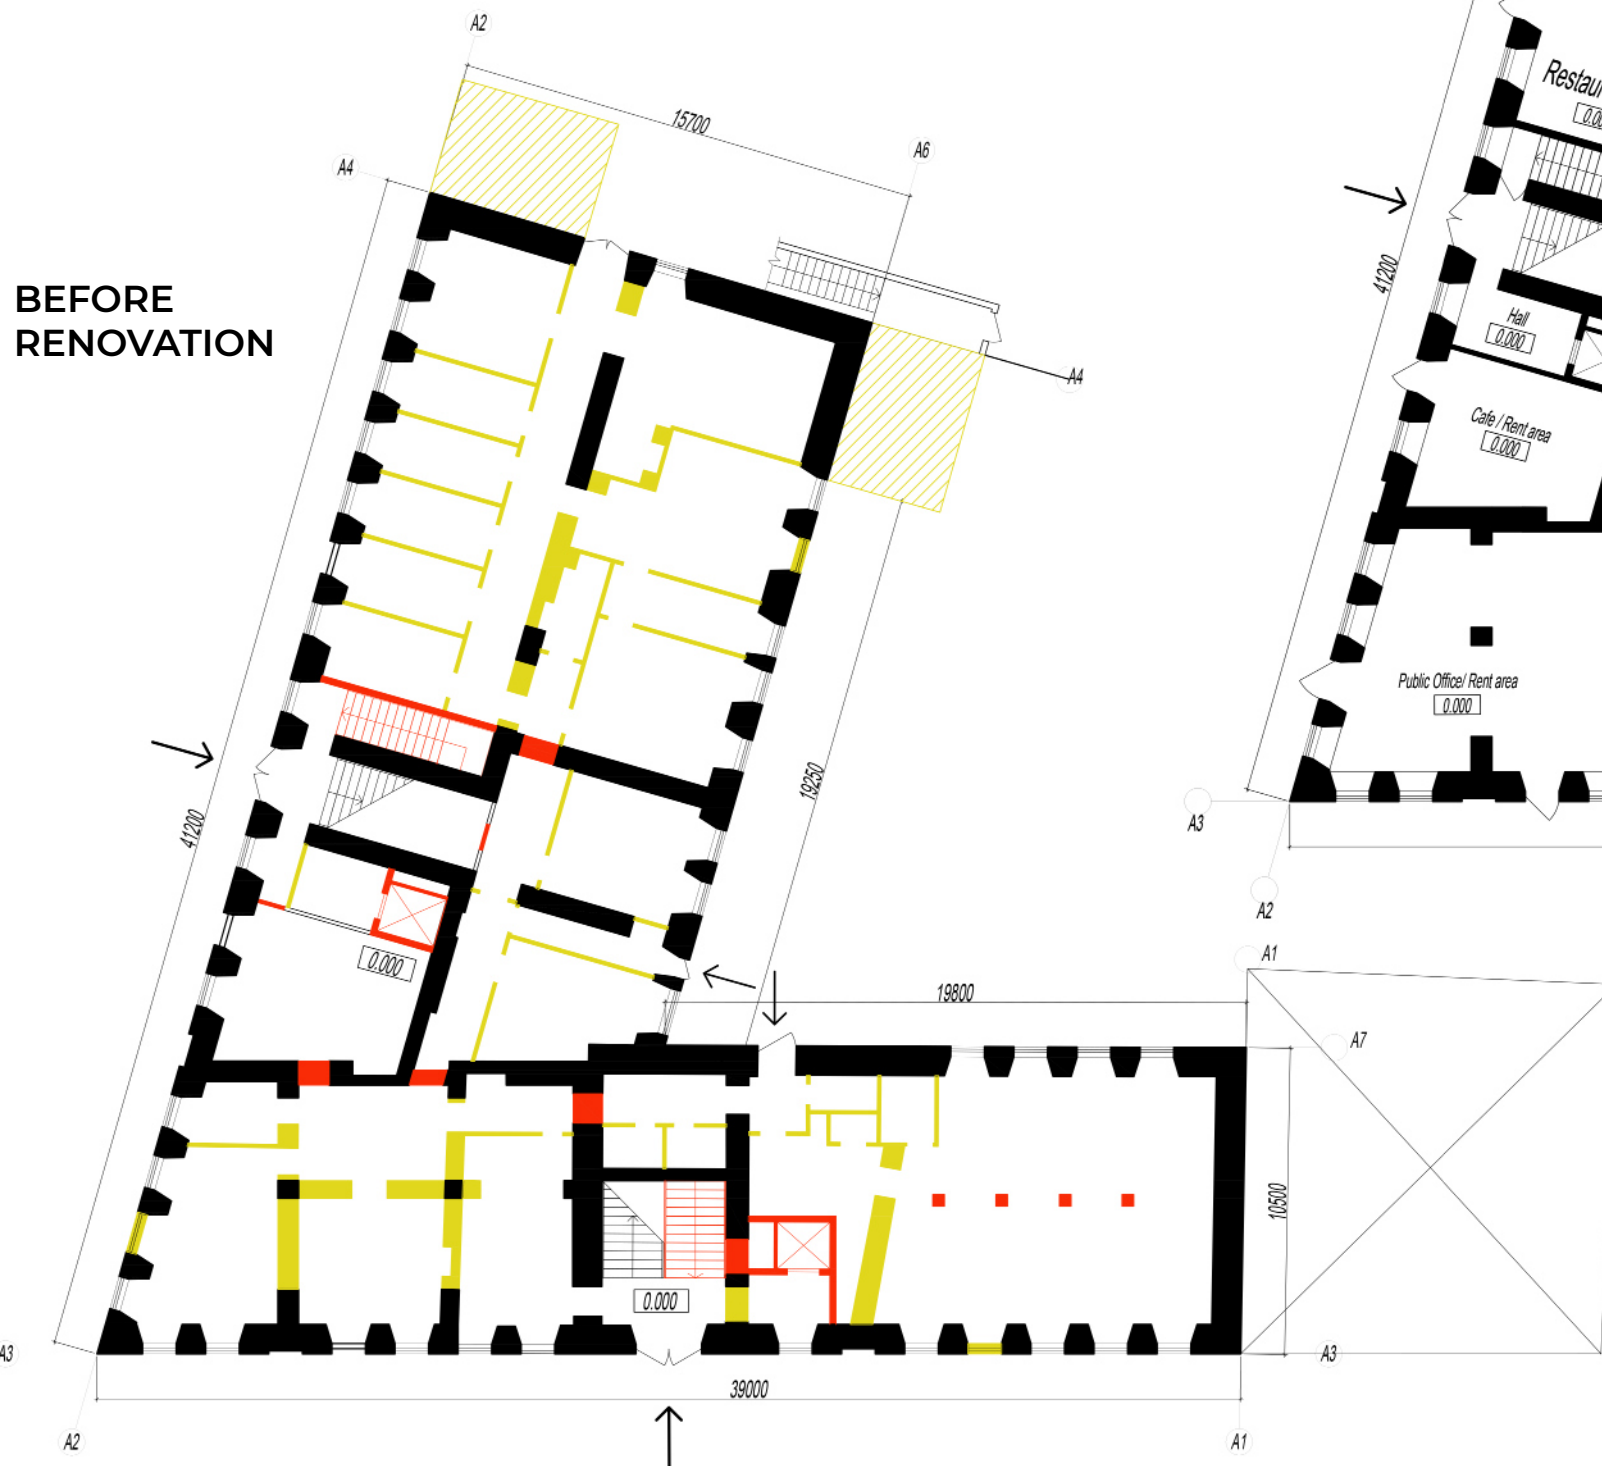 A2
15700
A6
A4
BEFORE
RENOVATION
A4
41200
19250
0.000
19800
A1
A7
10500
0.000
A3
A3
39000
A2
A1
41200
Hall
0.000
Cafe / Rent area
0.000
Public Office/ Rent area
0.000
A3
A2